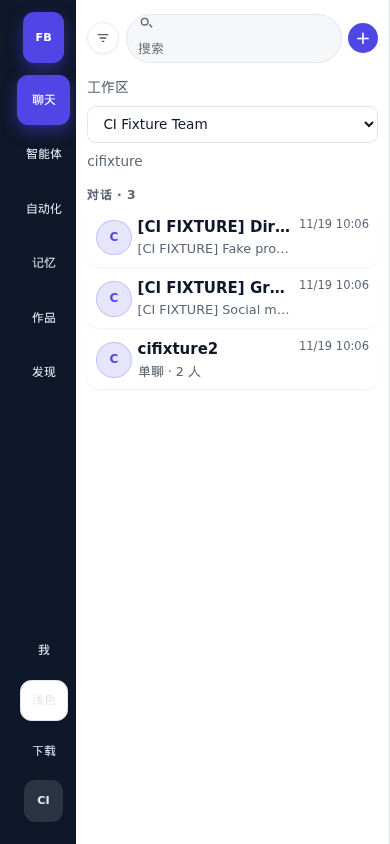 FB
聊天
智能体
自动化
记忆
作品
发现
我
浅色
下载
CI
搜索
工作区
CI Fixture Team
cifixture
对话 · 3
C
[CI FIXTURE] Dir...
11/19 10:06
[CI FIXTURE] Fake pro...
C
[CI FIXTURE] Gr...
11/19 10:06
[CI FIXTURE] Social m...
C
cifixture2
11/19 10:06
单聊 · 2 人